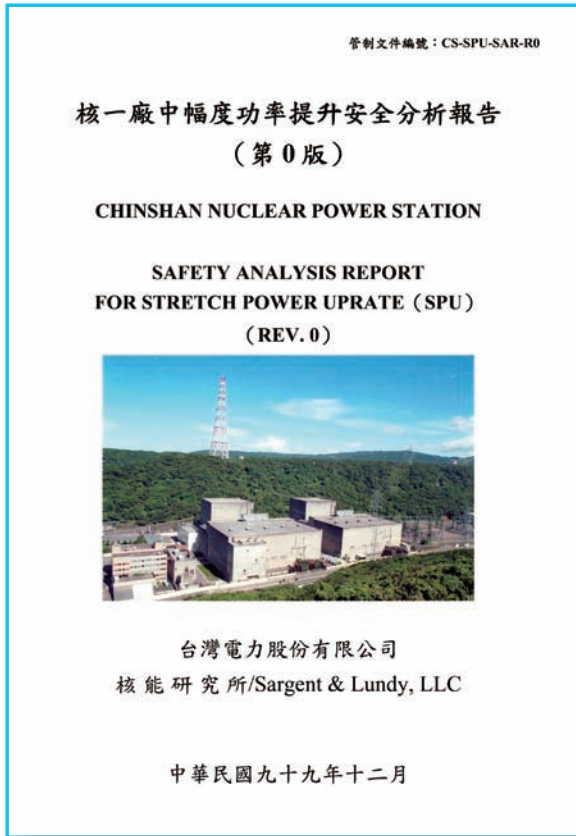 管制文件編號：CS-SPU-SAR-R0
核一廠中幅度功率提升安全分析報告
（第 0 版）
CHINSHAN NUCLEAR POWER STATION
SAFETY ANALYSIS REPORT
FOR STRETCH POWER UPRATE（SPU）
（REV. 0）
台灣電力股份有限公司
核能研究所/Sargent & Lundy, LLC
中華民國九十九年十二月